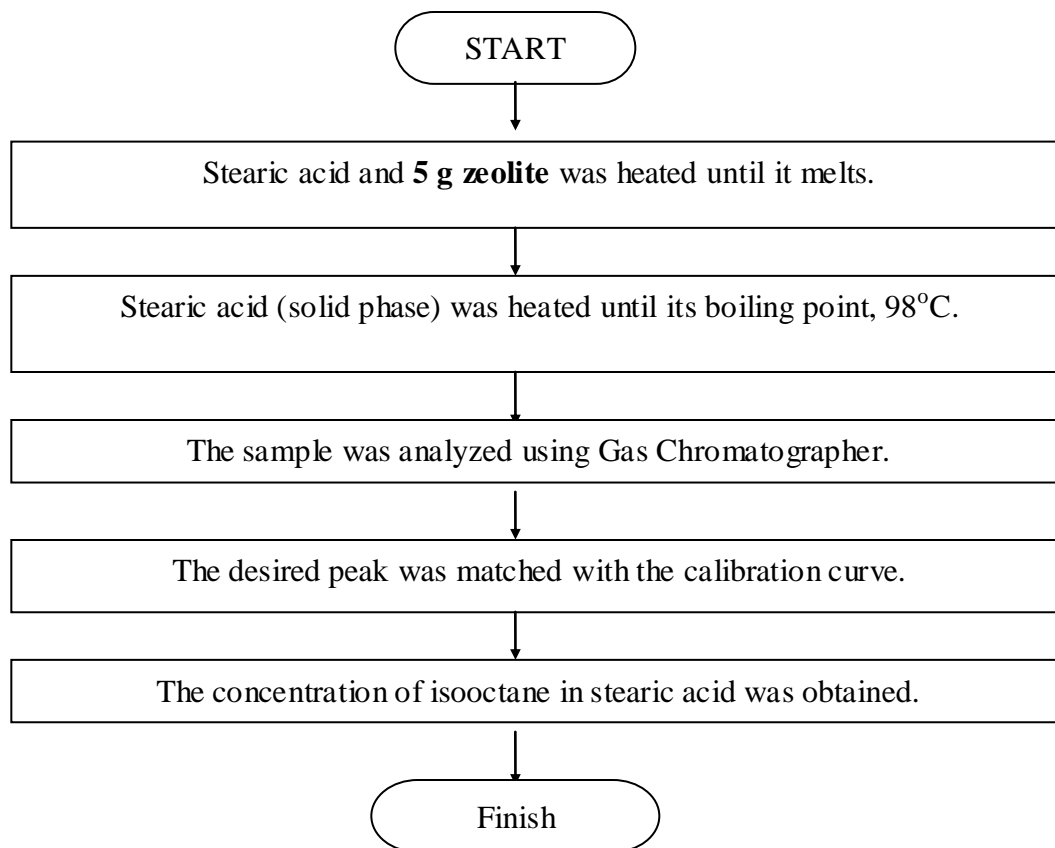 START
Stearic acid and 5 g zeolite was heated until it melts.
Stearic acid (solid phase) was heated until its boiling point, 98°C.
The sample was analyzed using Gas Chromatographer.
The desired peak was matched with the calibration curve.
The concentration of isooctane in stearic acid was obtained.
Finish